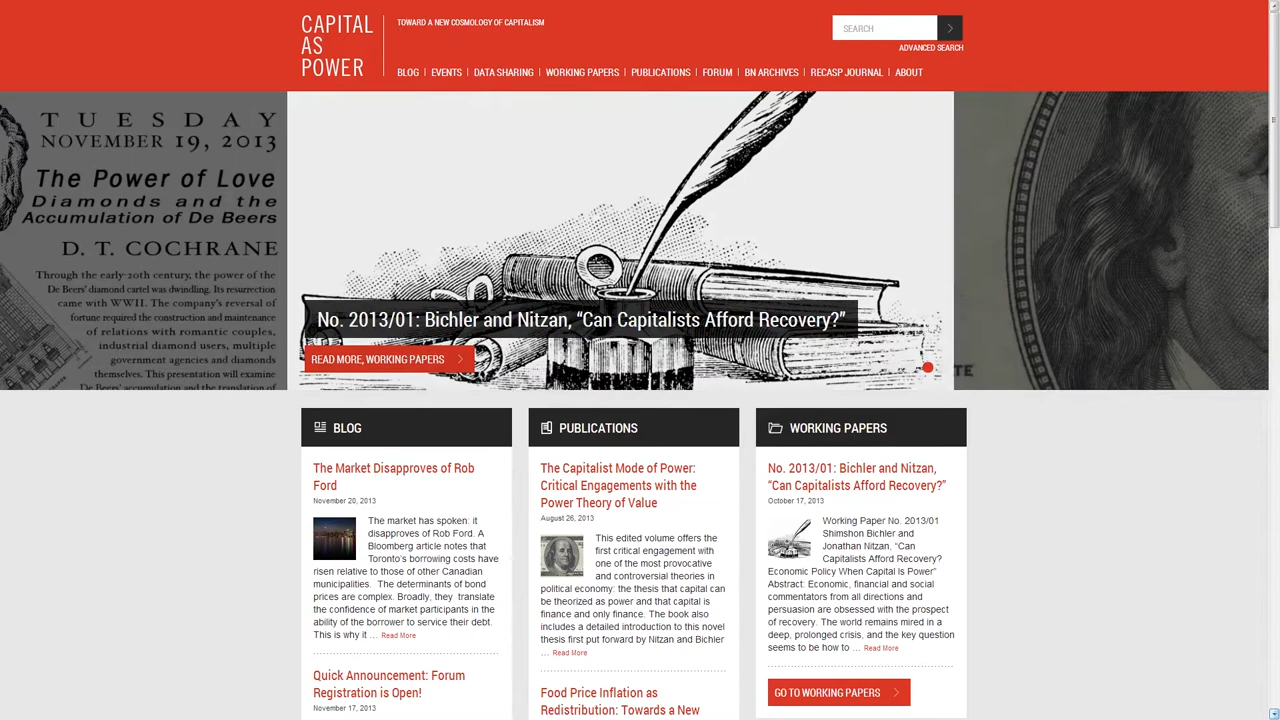 CAPITAL
AS
POWER
TOWARD A NEW COSMOLOGY OF CAPITALISM
SEARCH
ADVANCED SEARCH
BLOG
EVENTS
DATA SHARING
WORKING PAPERS
PUBLICATIONS
FORUM
BN ARCHIVES
RECASP JOURNAL
ABOUT
TUESDAY
NOVEMBER 19, 2013
The Power of Love
Diamonds and the
Accumulation of De Beers
D. T. COCHRANE
Through the early-20th century, the power of the
De Beers' diamond cartel was dwindling. Its resurrection
came with WWII. The company's reversal of
fortune required the construction and maintenance
of relations with romantic couples,
industrial diamond users, multiple
government agencies and diamonds
themselves. This presentation will examine
De Beers' accumulation and the translation of
No. 2013/01: Bichler and Nitzan, “Can Capitalists Afford Recovery?”
READ MORE, WORKING PAPERS
BLOG
The Market Disapproves of Rob
Ford
November 20, 2013
The market has spoken: it
disapproves of Rob Ford. A
Bloomberg article notes that
Toronto's borrowing costs have
risen relative to those of other Canadian
municipalities. The determinants of bond
prices are complex. Broadly, they translate
the confidence of market participants in the
ability of the borrower to service their debt.
This is why it … Read More
Quick Announcement: Forum
Registration is Open!
November 17, 2013
PUBLICATIONS
The Capitalist Mode of Power:
Critical Engagements with the
Power Theory of Value
August 26, 2013
This edited volume offers the
first critical engagement with
one of the most provocative
and controversial theories in
political economy: the thesis that capital can
be theorized as power and that capital is
finance and only finance. The book also
includes a detailed introduction to this novel
thesis first put forward by Nitzan and Bichler
… Read More
Food Price Inflation as
Redistribution: Towards a New
WORKING PAPERS
No. 2013/01: Bichler and Nitzan,
“Can Capitalists Afford Recovery?”
October 17, 2013
Working Paper No. 2013/01
Shimshon Bichler and
Jonathan Nitzan, “Can
Capitalists Afford Recovery?
Economic Policy When Capital Is Power”
Abstract: Economic, financial and social
commentators from all directions and
persuasion are obsessed with the prospect
of recovery. The world remains mired in a
deep, prolonged crisis, and the key question
seems to be how to … Read More
GO TO WORKING PAPERS